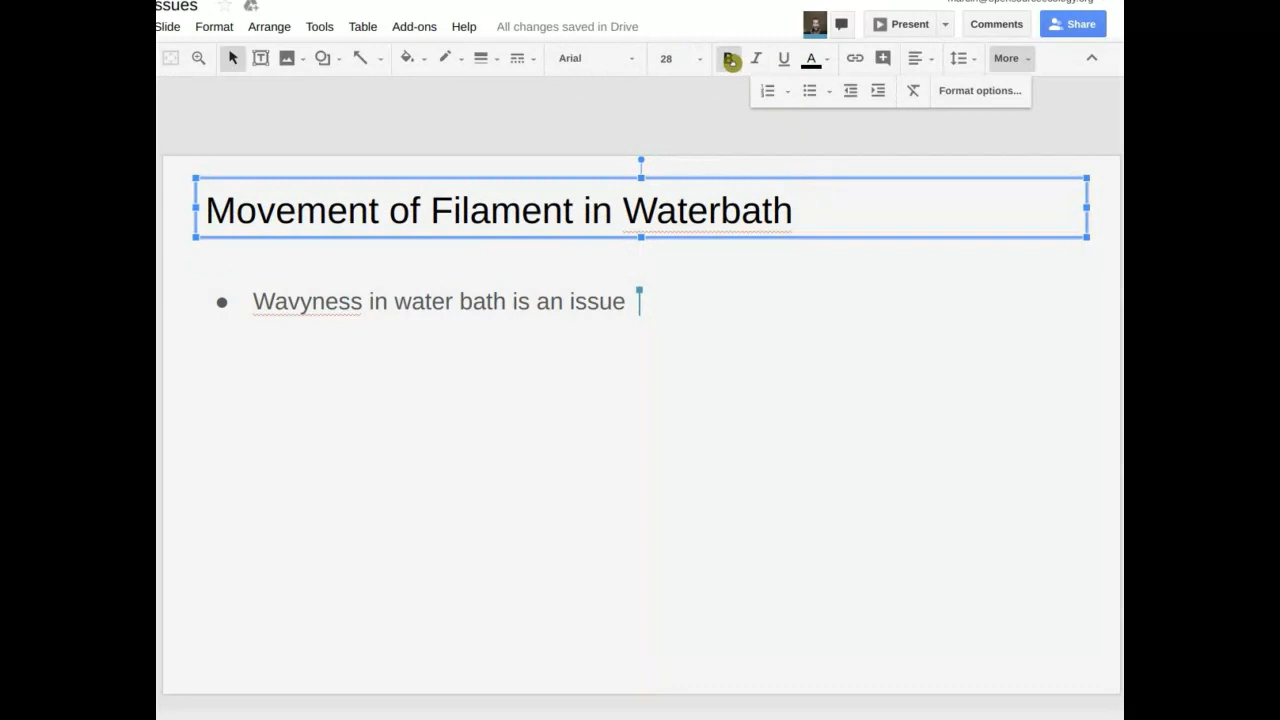 ssues
Slide Format Arrange Tools Table Add-ons Help All changes saved in Drive
Present Comments Share
Arial 28 B I U A More
Format options...
Movement of Filament in Waterbath
● Wavyness in water bath is an issue